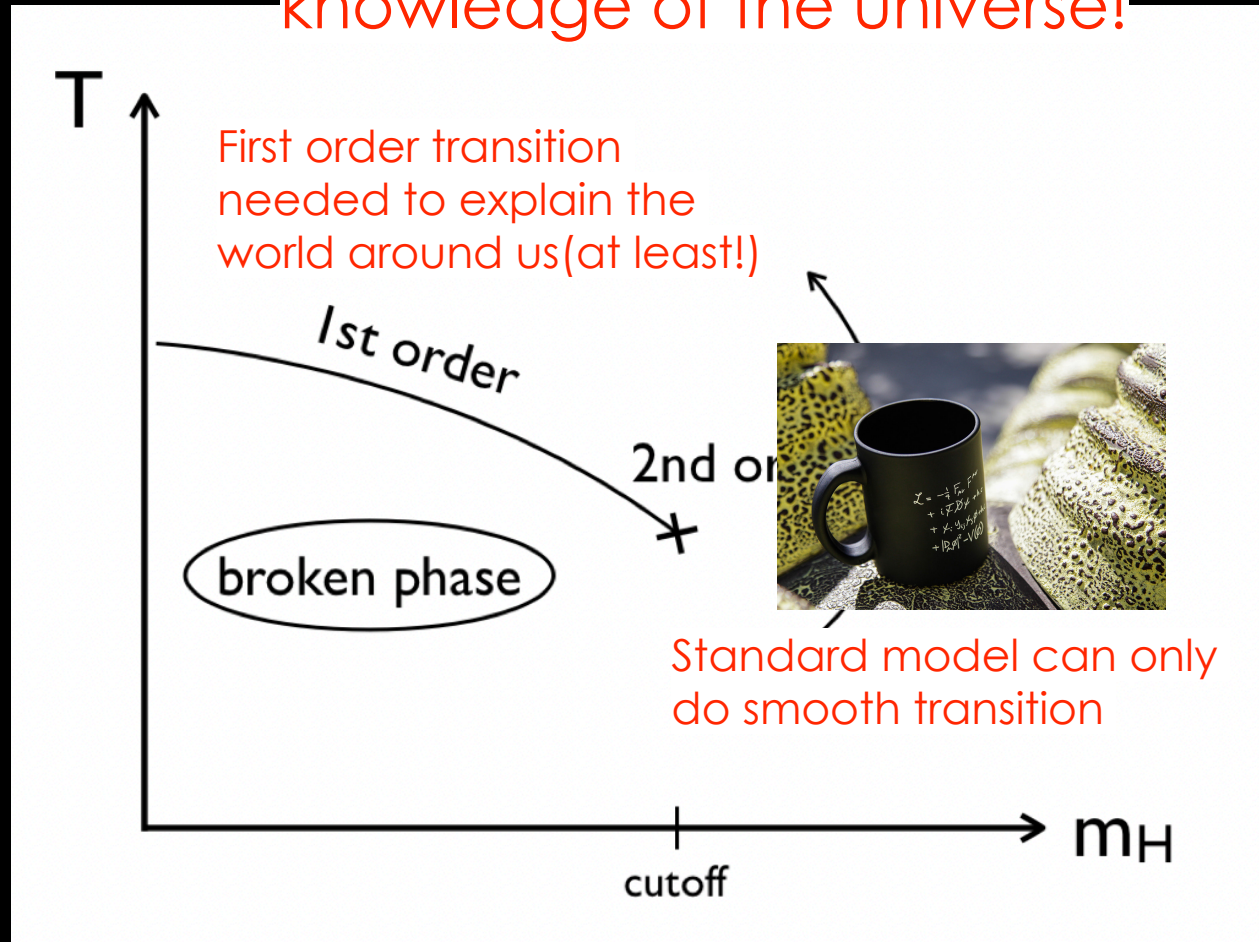 knowledge of the universe!
T
First order transition
needed to explain the
world around us(at least!)
1st order
2nd or
broken phase
Standard model can only
do smooth transition
mH
cutoff